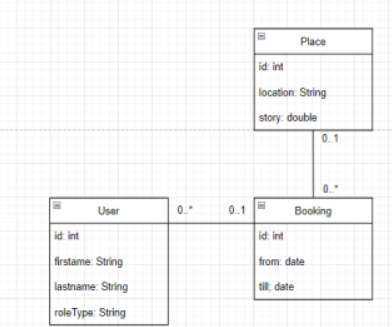 Place
id: int
location: String
story: double
0..1
0..*
User
0..*
0..1
Booking
id: int
firstame: String
lastname: String
roleType: String
id: int
from: date
till; date